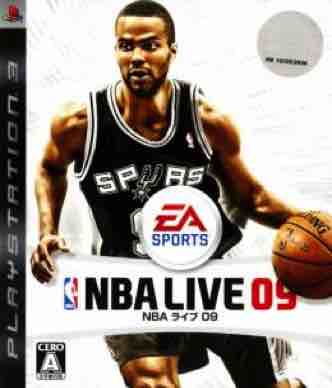 PLAYSTATION 3
SPURS
EA
SPORTS
NBA LIVE 09
NBA ライブ 09
CERO
A